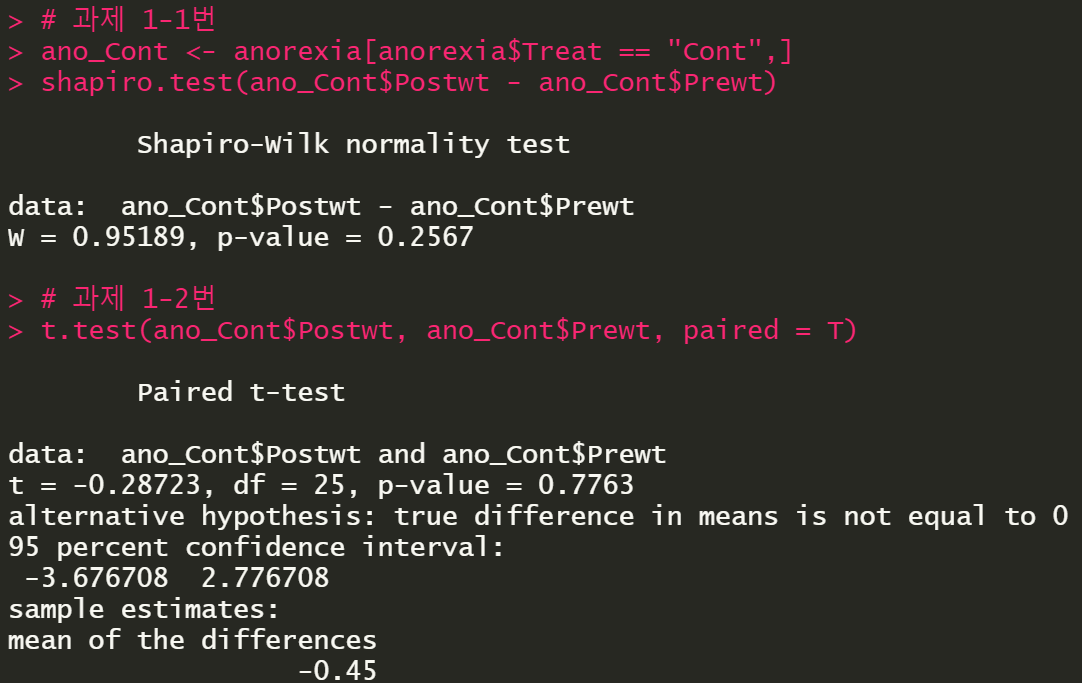 > # 과제 1-1번
> ano_Cont <- anorexia[anorexia$Treat == "Cont",]
> shapiro.test(ano_Cont$Postwt - ano_Cont$Prewt)
Shapiro-Wilk normality test
data:  ano_Cont$Postwt - ano_Cont$Prewt
W = 0.95189, p-value = 0.2567
> # 과제 1-2번
> t.test(ano_Cont$Postwt, ano_Cont$Prewt, paired = T)
Paired t-test
data:  ano_Cont$Postwt and ano_Cont$Prewt
t = -0.28723, df = 25, p-value = 0.7763
alternative hypothesis: true difference in means is not equal to 0
95 percent confidence interval:
-3.676708  2.776708
sample estimates:
mean of the differences
-0.45